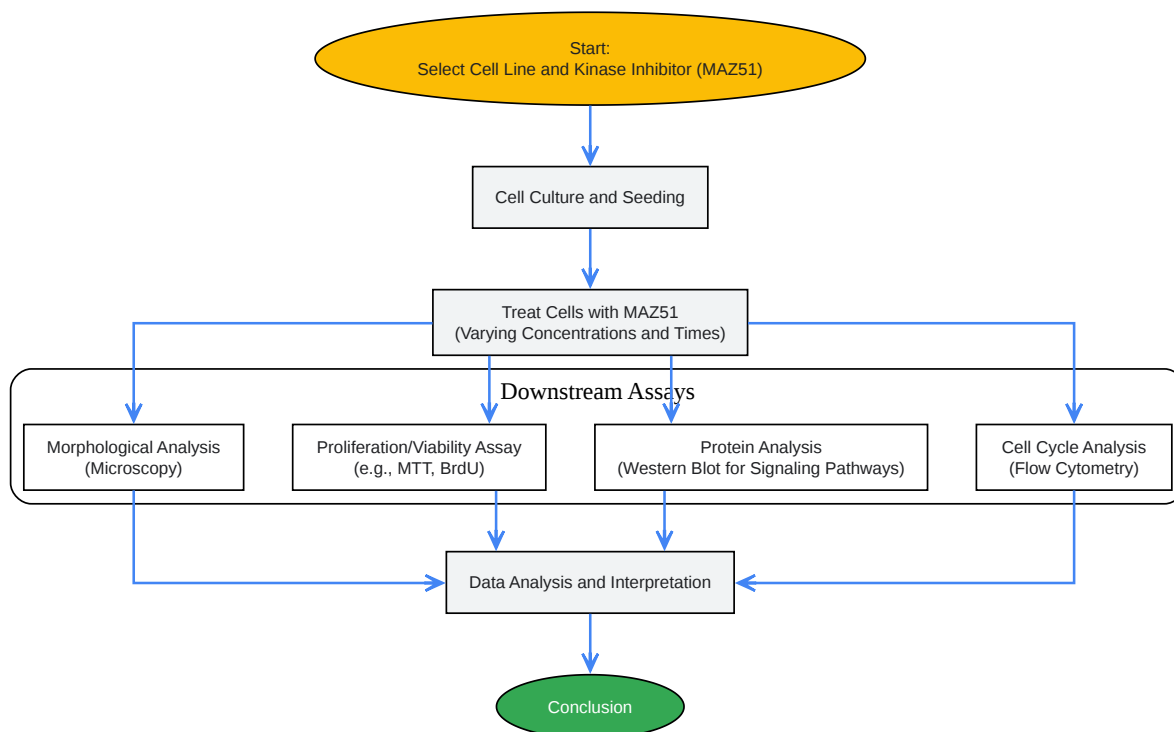 Start:
Select Cell Line and Kinase Inhibitor (MAZ51)
Cell Culture and Seeding
Treat Cells with MAZ51
(Varying Concentrations and Times)
Downstream Assays
Morphological Analysis
(Microscopy)
Proliferation/Viability Assay
(e.g., MTT, BrdU)
Protein Analysis
(Western Blot for Signaling Pathways)
Cell Cycle Analysis
(Flow Cytometry)
Data Analysis and Interpretation
Conclusion